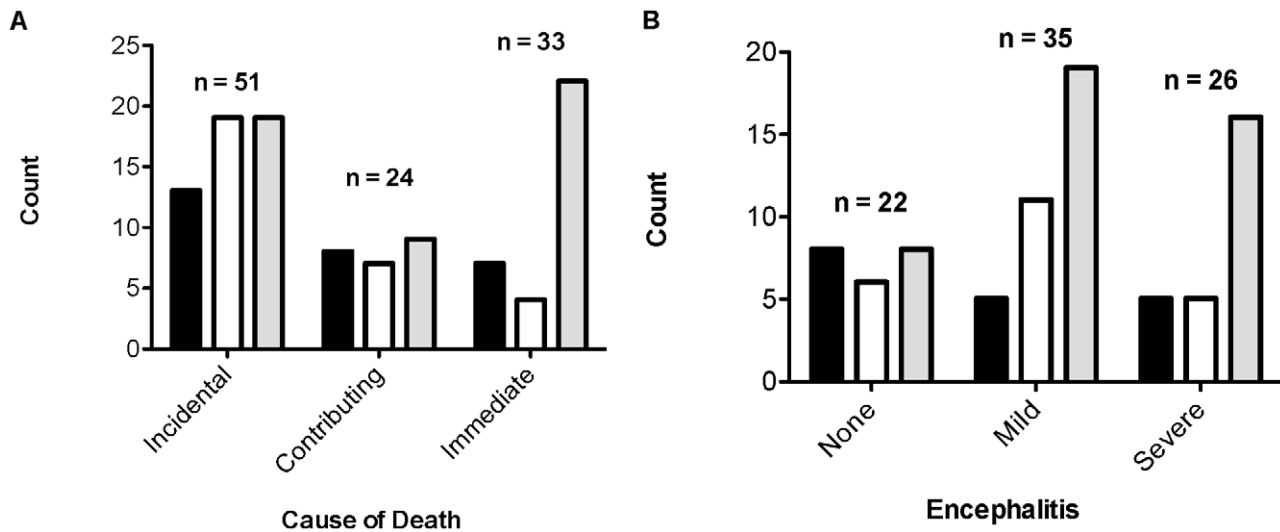 A
Count
25
20
15
10
5
0
n = 51
n = 24
n = 33
Incidental
Contributing
Immediate
Cause of Death
B
Count
20
15
10
5
0
n = 22
n = 35
n = 26
None
Mild
Severe
Encephalitis